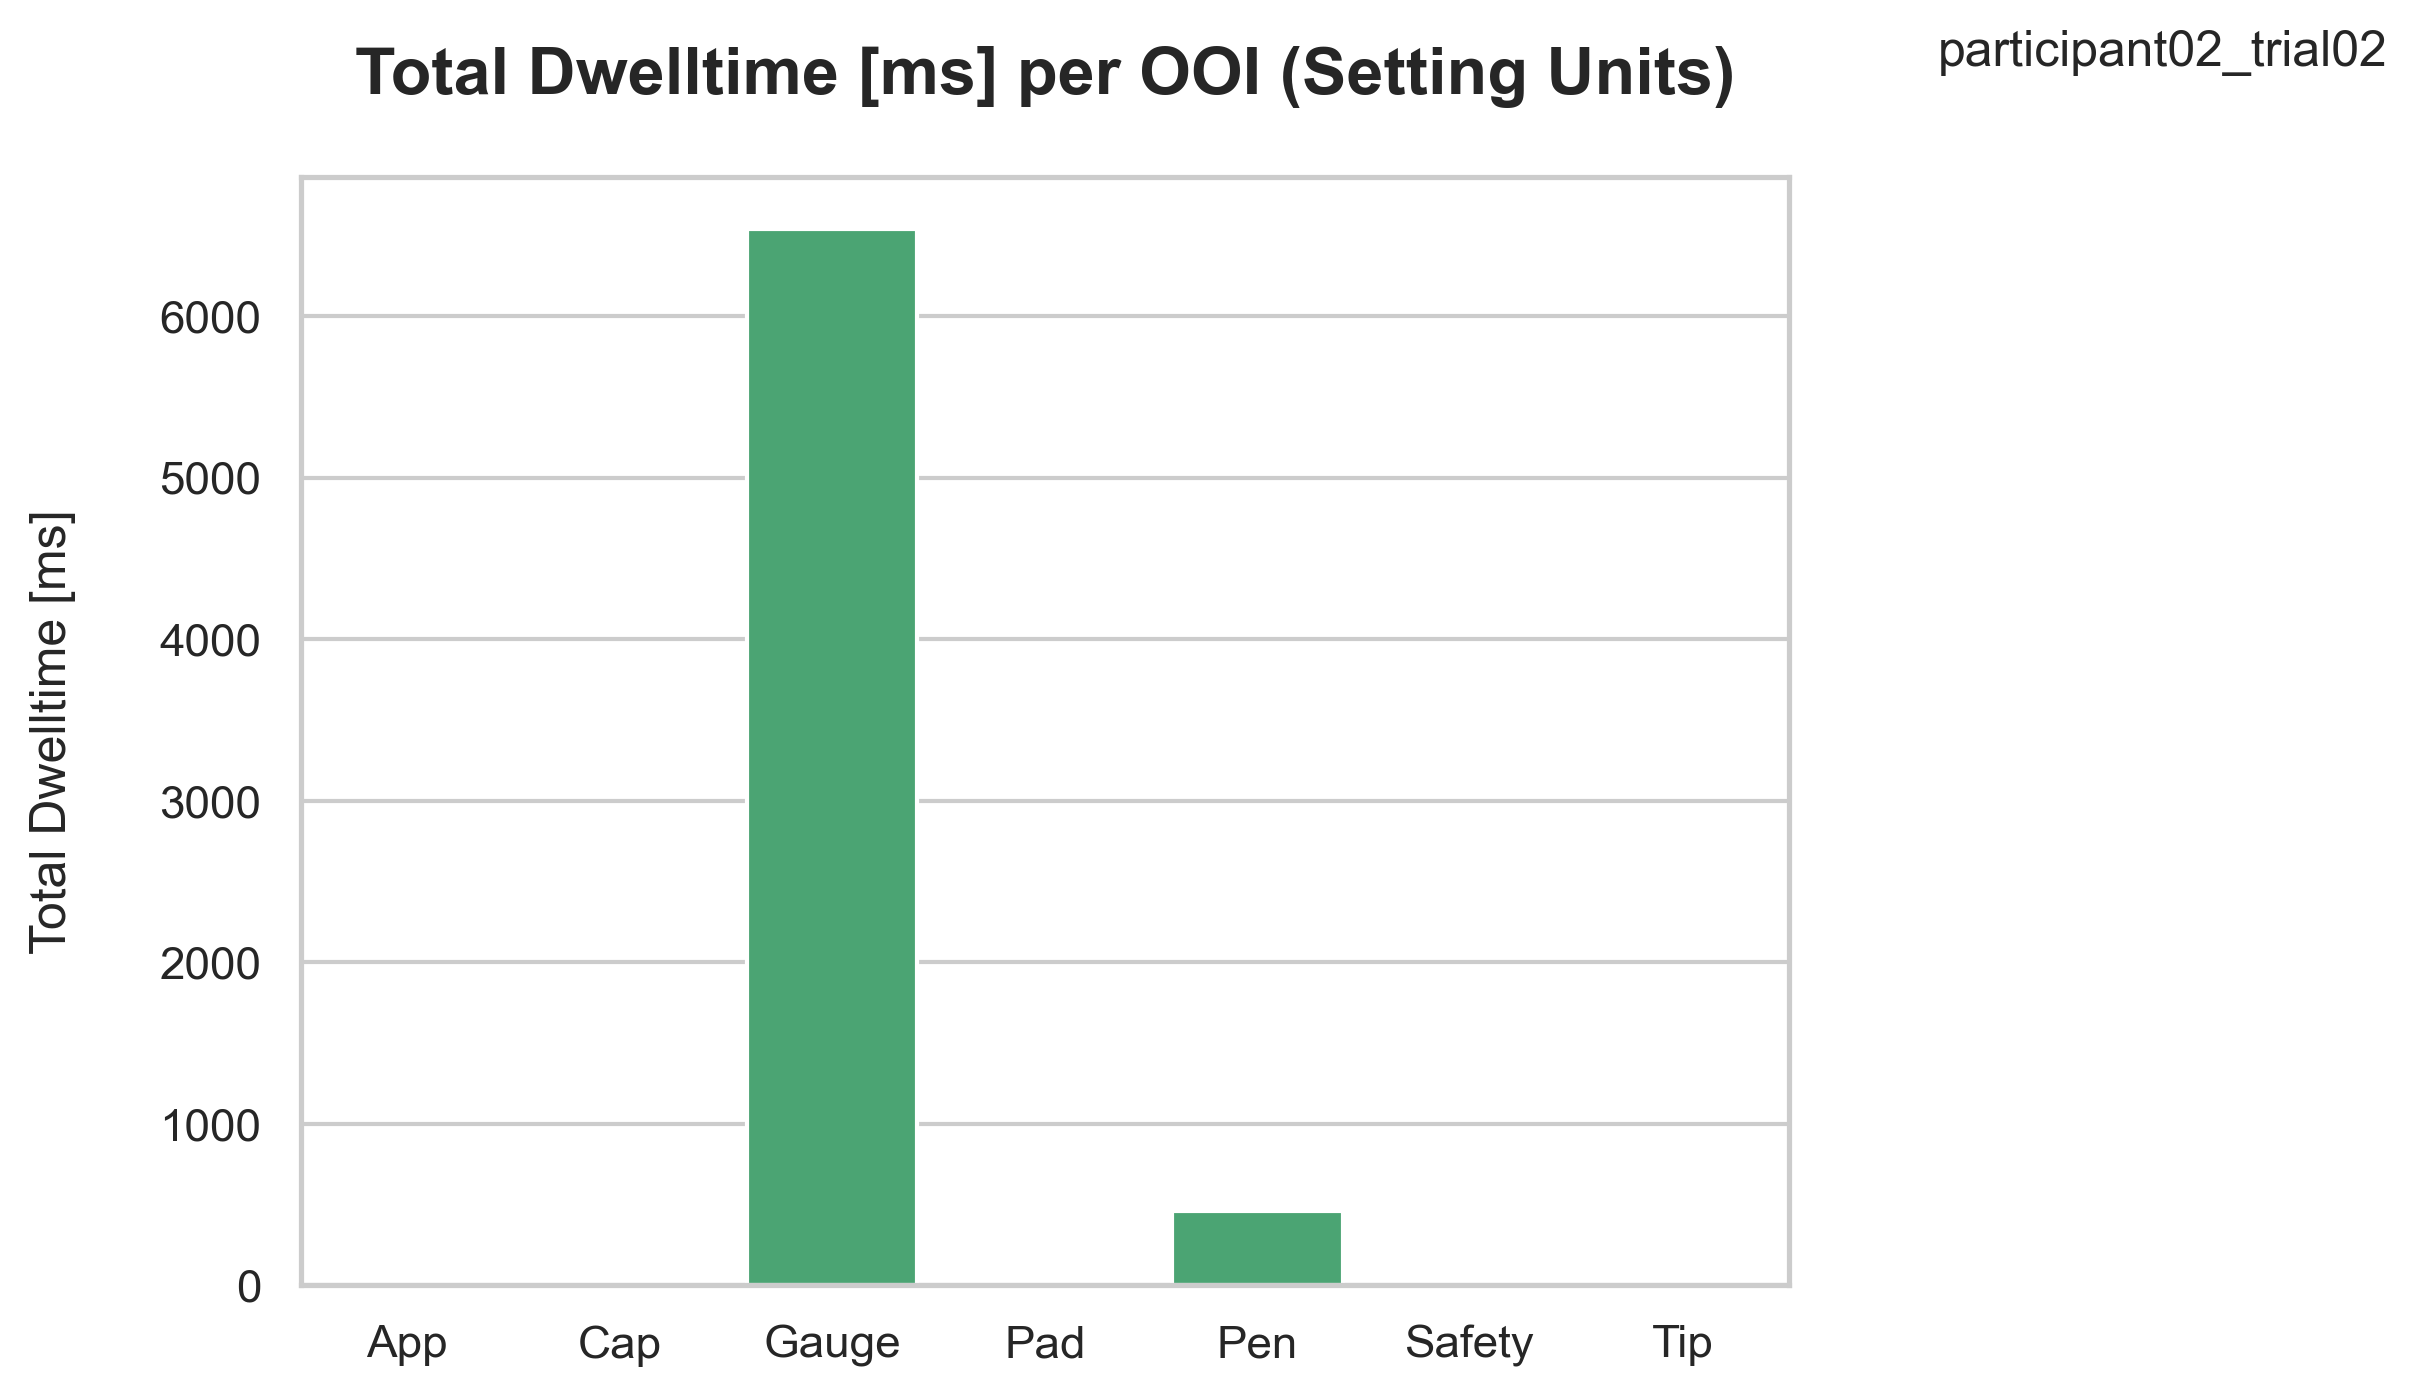 Total Dwelltime [ms] per OOI (Setting Units)
participant02_trial02
Total Dwelltime [ms]
6000
5000
4000
3000
2000
1000
0
App Cap Gauge Pad Pen Safety Tip